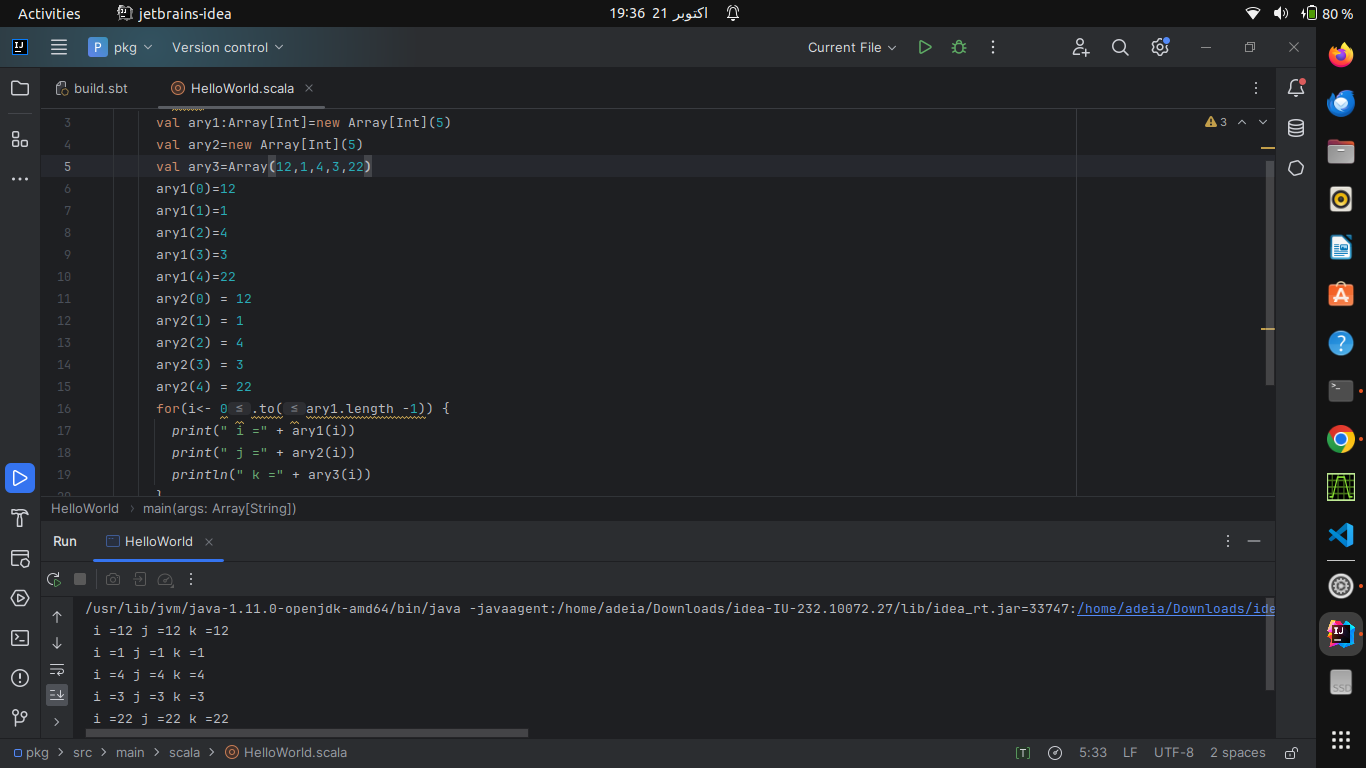 Activities jetbrains-idea 19:36 21 اکتوبر 80 %
P pkg Version control Current File
build.sbt HelloWorld.scala
3 val ary1:Array[Int]=new Array[Int](5) 3
4 val ary2=new Array[Int](5)
5 val ary3=Array(12,1,4,3,22)
6 ary1(0)=12
7 ary1(1)=1
8 ary1(2)=4
9 ary1(3)=3
10 ary1(4)=22
11 ary2(0) = 12
12 ary2(1) = 1
13 ary2(2) = 4
14 ary2(3) = 3
15 ary2(4) = 22
16 for(i<- 0 ≤ .to( ≤ ary1.length -1)) {
17 print(" i =" + ary1(i))
18 print(" j =" + ary2(i))
19 println(" k =" + ary3(i))
20 }
HelloWorld › main(args: Array[String])
Run HelloWorld
/usr/lib/jvm/java-1.11.0-openjdk-amd64/bin/java -javaagent:/home/adeia/Downloads/idea-IU-232.10072.27/lib/idea_rt.jar=33747:/home/adeia/Downloads/ide
i =12 j =12 k =12
i =1 j =1 k =1
i =4 j =4 k =4
i =3 j =3 k =3
i =22 j =22 k =22
pkg > src > main > scala > HelloWorld.scala [T] 5:33 LF UTF-8 2 spaces
SSD